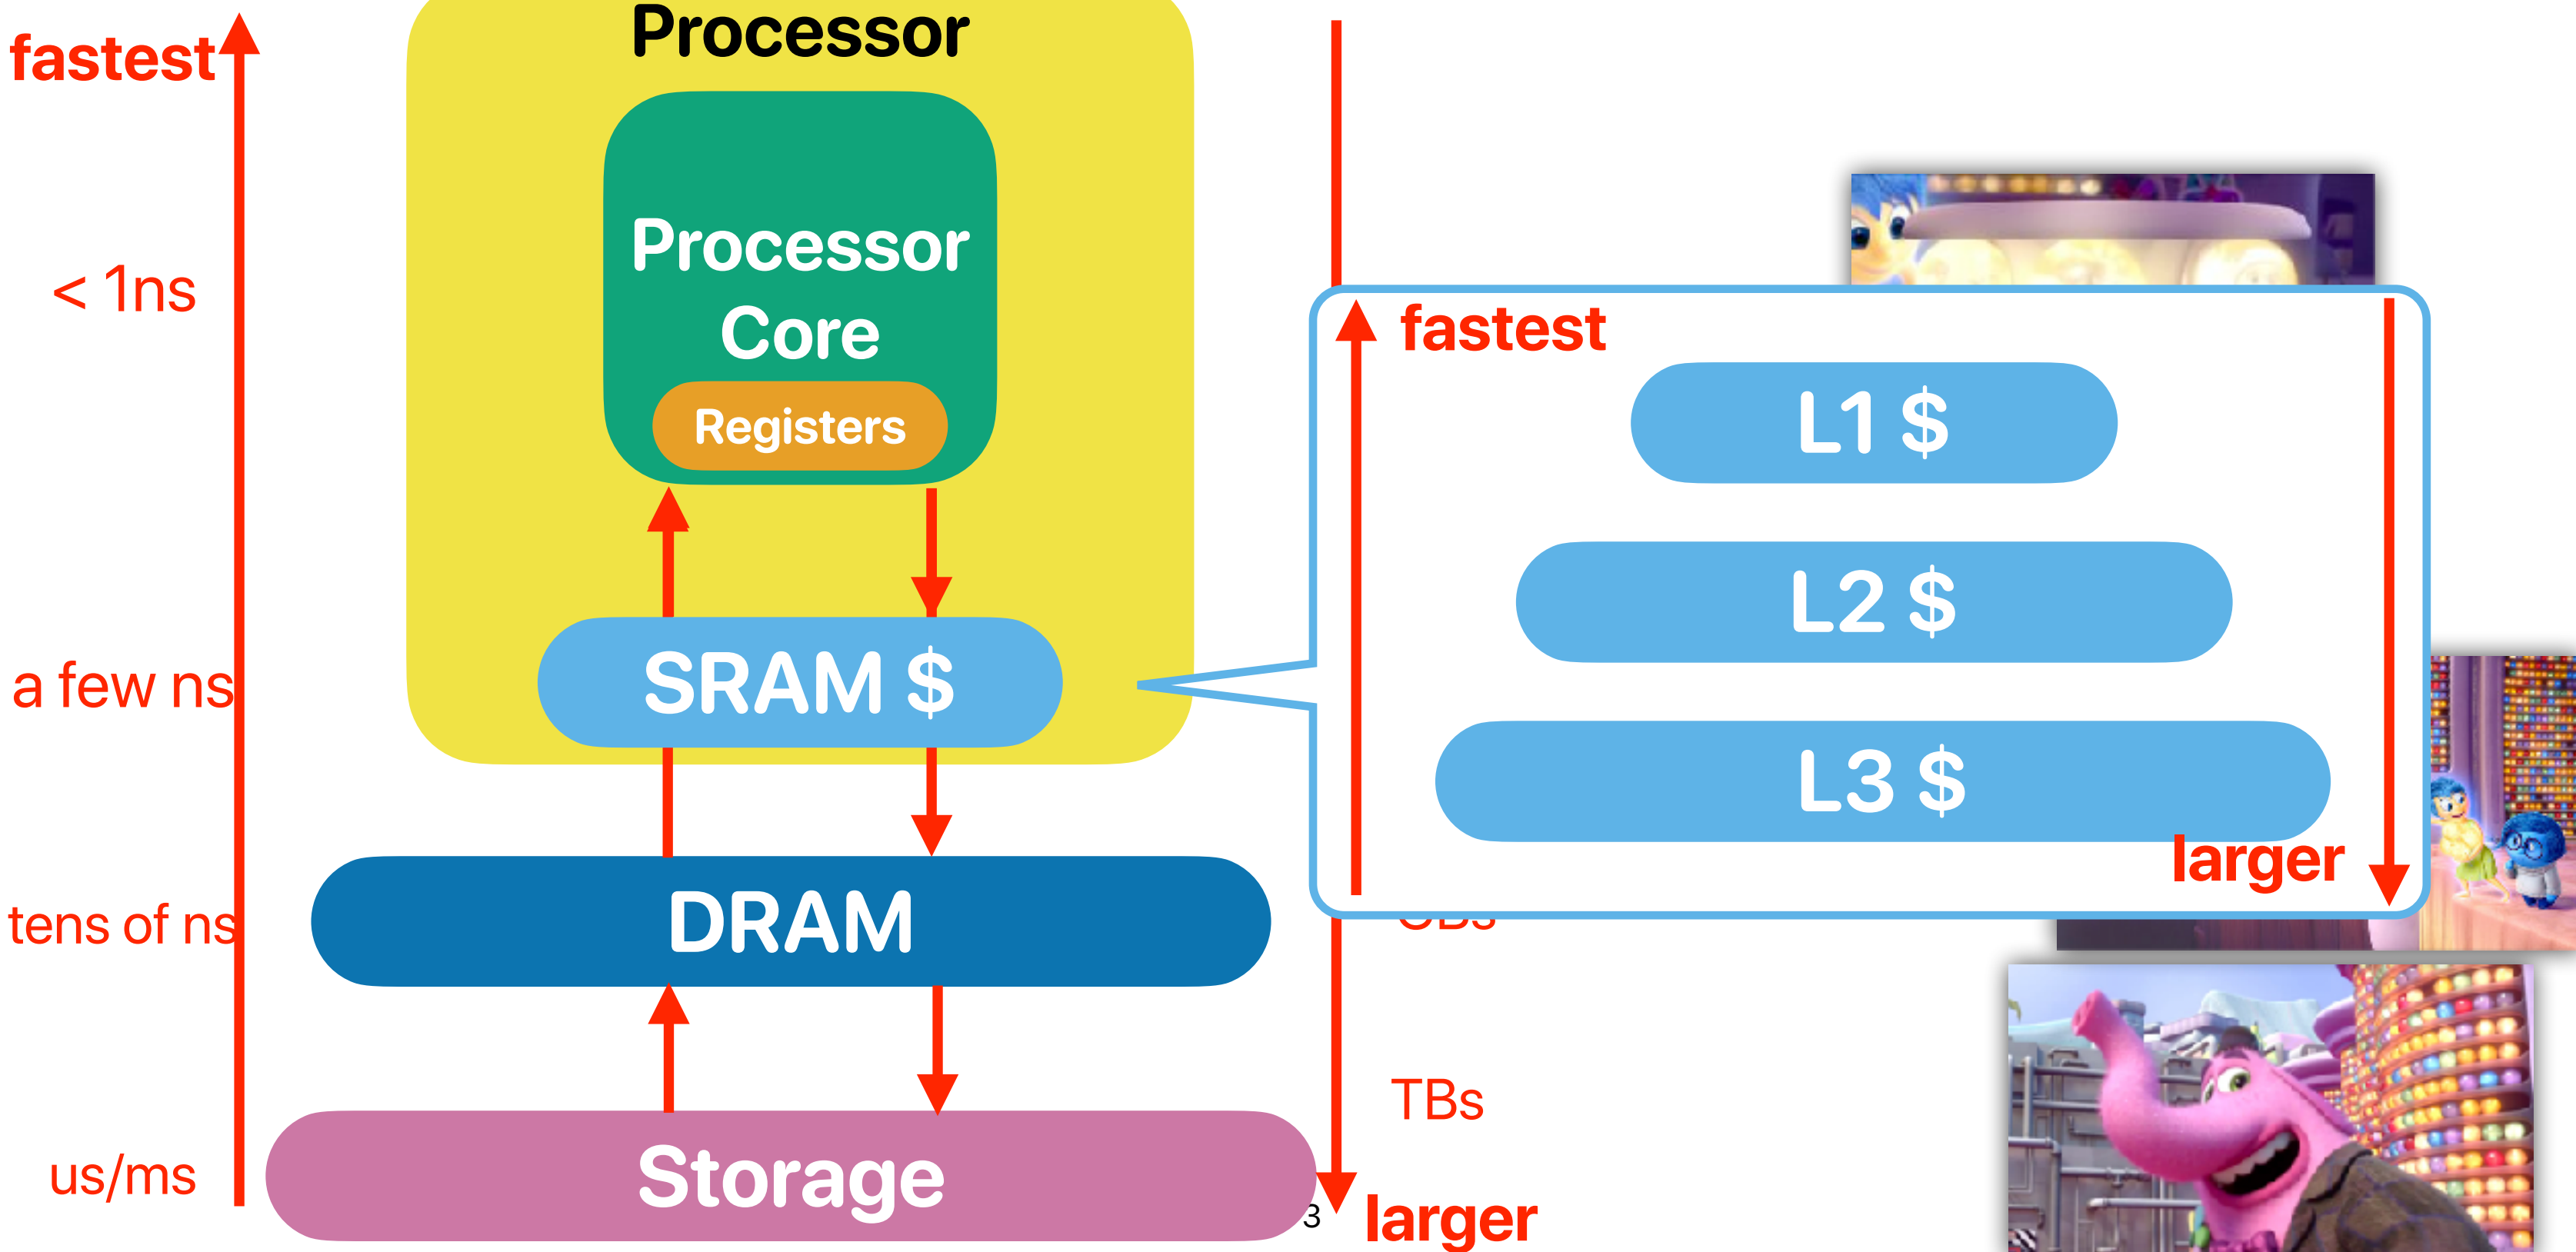 Processor
fastest
Processor
Core
< 1ns
Registers
fastest
L1 $
L2 $
a few ns
SRAM $
L3 $
larger
tens of ns
DRAM
TBs
us/ms
Storage
3
larger